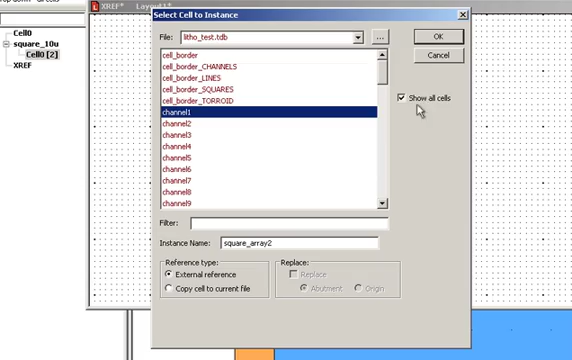 XREF* Layout1*
Cell0
square_10u
Cell0 [2]
XREF
Select Cell to Instance
File: litho_test.tdb
...
OK
Cancel
Show all cells
cell_border
cell_border_CHANNELS
cell_border_LINES
cell_border_SQUARES
cell_border_TORROID
channel1
channel2
channel3
channel4
channel5
channel6
channel7
channel8
channel9
Filter:
Instance Name: square_array2
Reference type:
External reference
Copy cell to current file
Replace:
Replace
Abutment Origin